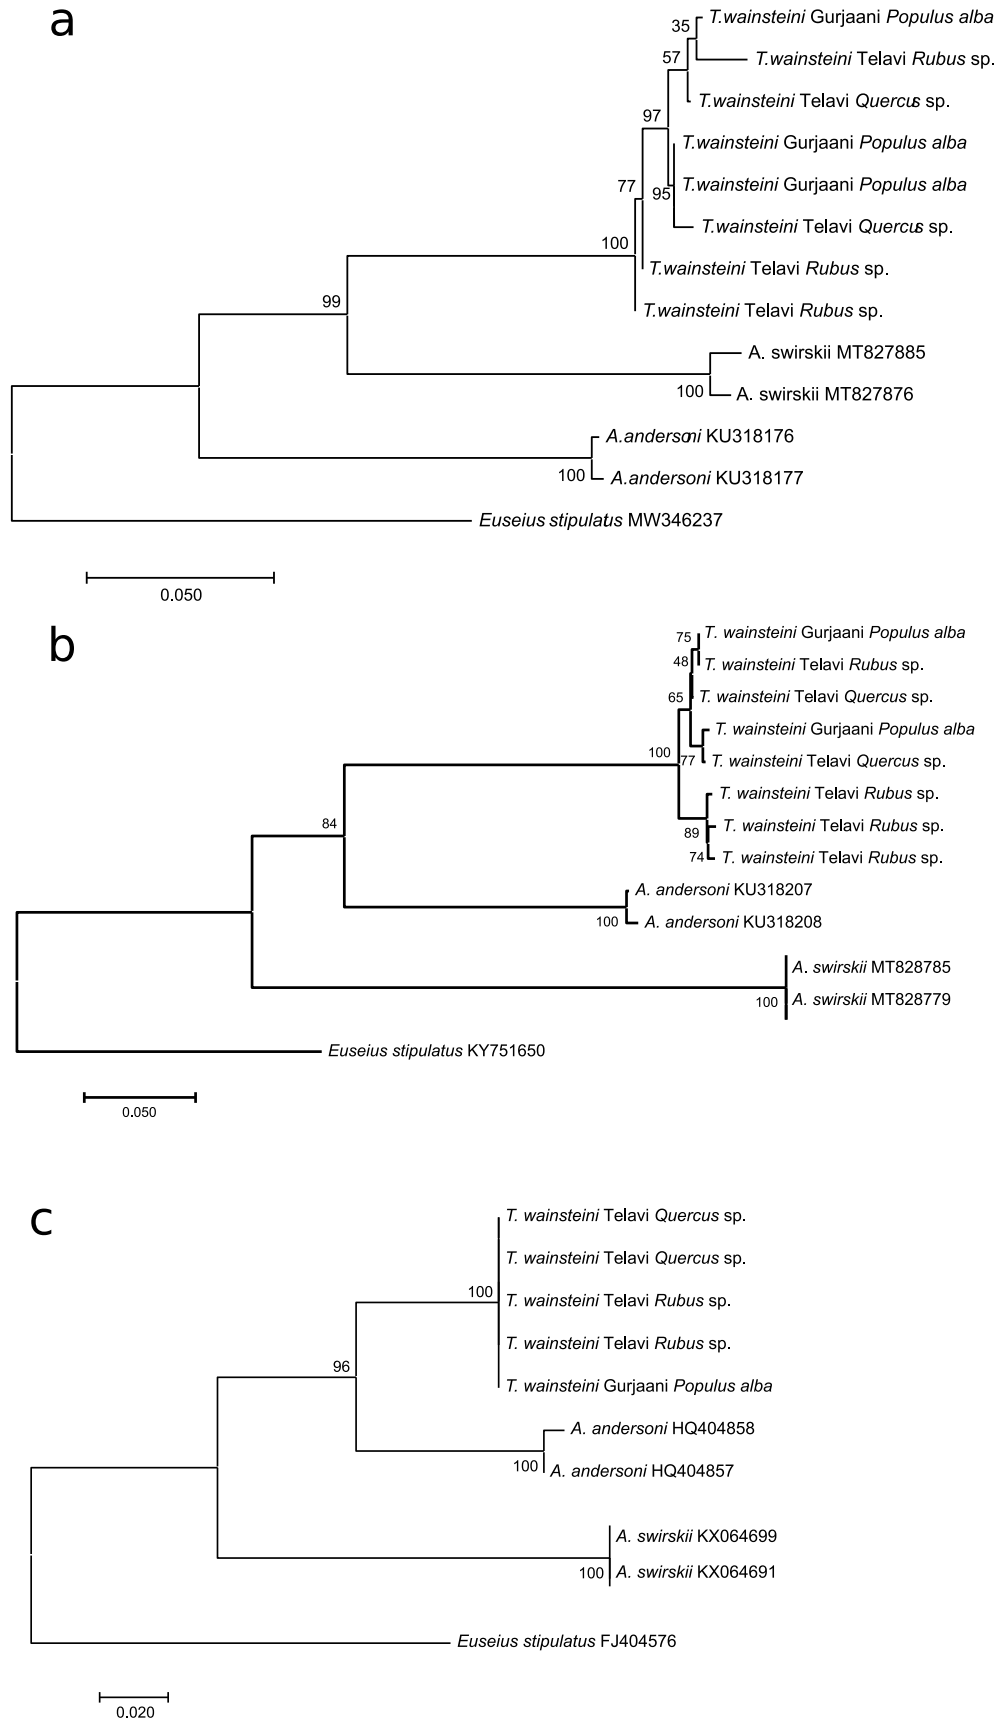 a
T.wainsteini Gurjaani Populus alba
35
T.wainsteini Telavi Rubus sp.
57
T.wainsteini Telavi Quercus sp.
97
T.wainsteini Gurjaani Populus alba
T.wainsteini Gurjaani Populus alba
77
95
T.wainsteini Telavi Quercus sp.
100
T.wainsteini Telavi Rubus sp.
99
T.wainsteini Telavi Rubus sp.
A. swirskii MT827885
100
A. swirskii MT827876
A.andersoni KU318176
100
A.andersoni KU318177
Euseius stipulatus MW346237
0.050
b
75
T. wainsteini Gurjaani Populus alba
48
T. wainsteini Telavi Rubus sp.
65
T. wainsteini Telavi Quercus sp.
T. wainsteini Gurjaani Populus alba
100
77
T. wainsteini Telavi Quercus sp.
T. wainsteini Telavi Rubus sp.
84
89
T. wainsteini Telavi Rubus sp.
74
T. wainsteini Telavi Rubus sp.
A. andersoni KU318207
100
A. andersoni KU318208
A. swirskii MT828785
100
A. swirskii MT828779
Euseius stipulatus KY751650
0.050
c
T. wainsteini Telavi Quercus sp.
T. wainsteini Telavi Quercus sp.
100
T. wainsteini Telavi Rubus sp.
T. wainsteini Telavi Rubus sp.
96
T. wainsteini Gurjaani Populus alba
A. andersoni HQ404858
100
A. andersoni HQ404857
A. swirskii KX064699
100
A. swirskii KX064691
Euseius stipulatus FJ404576
0.020